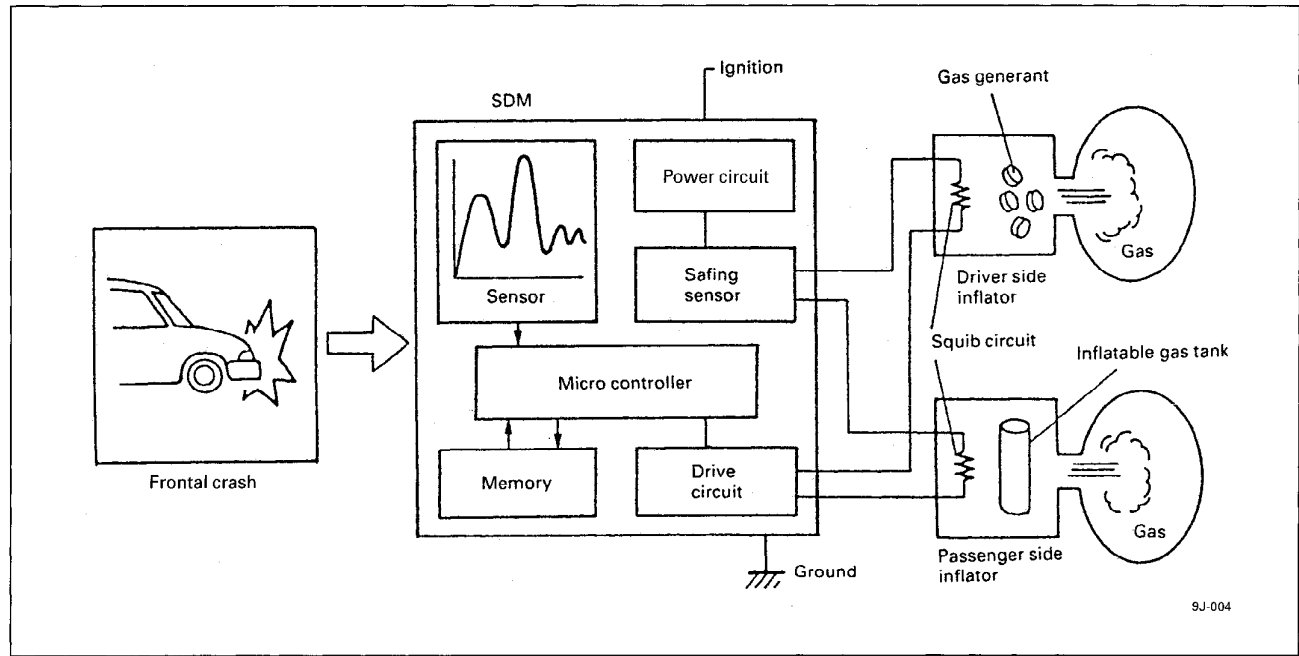 Frontal crash
SDM
Ignition
Sensor
Power circuit
Safing
sensor
Micro controller
Memory
Drive
circuit
Ground
Gas generant
Gas
Driver side
inflator
Squib circuit
Inflatable gas tank
Gas
Passenger side
inflator
9J-004